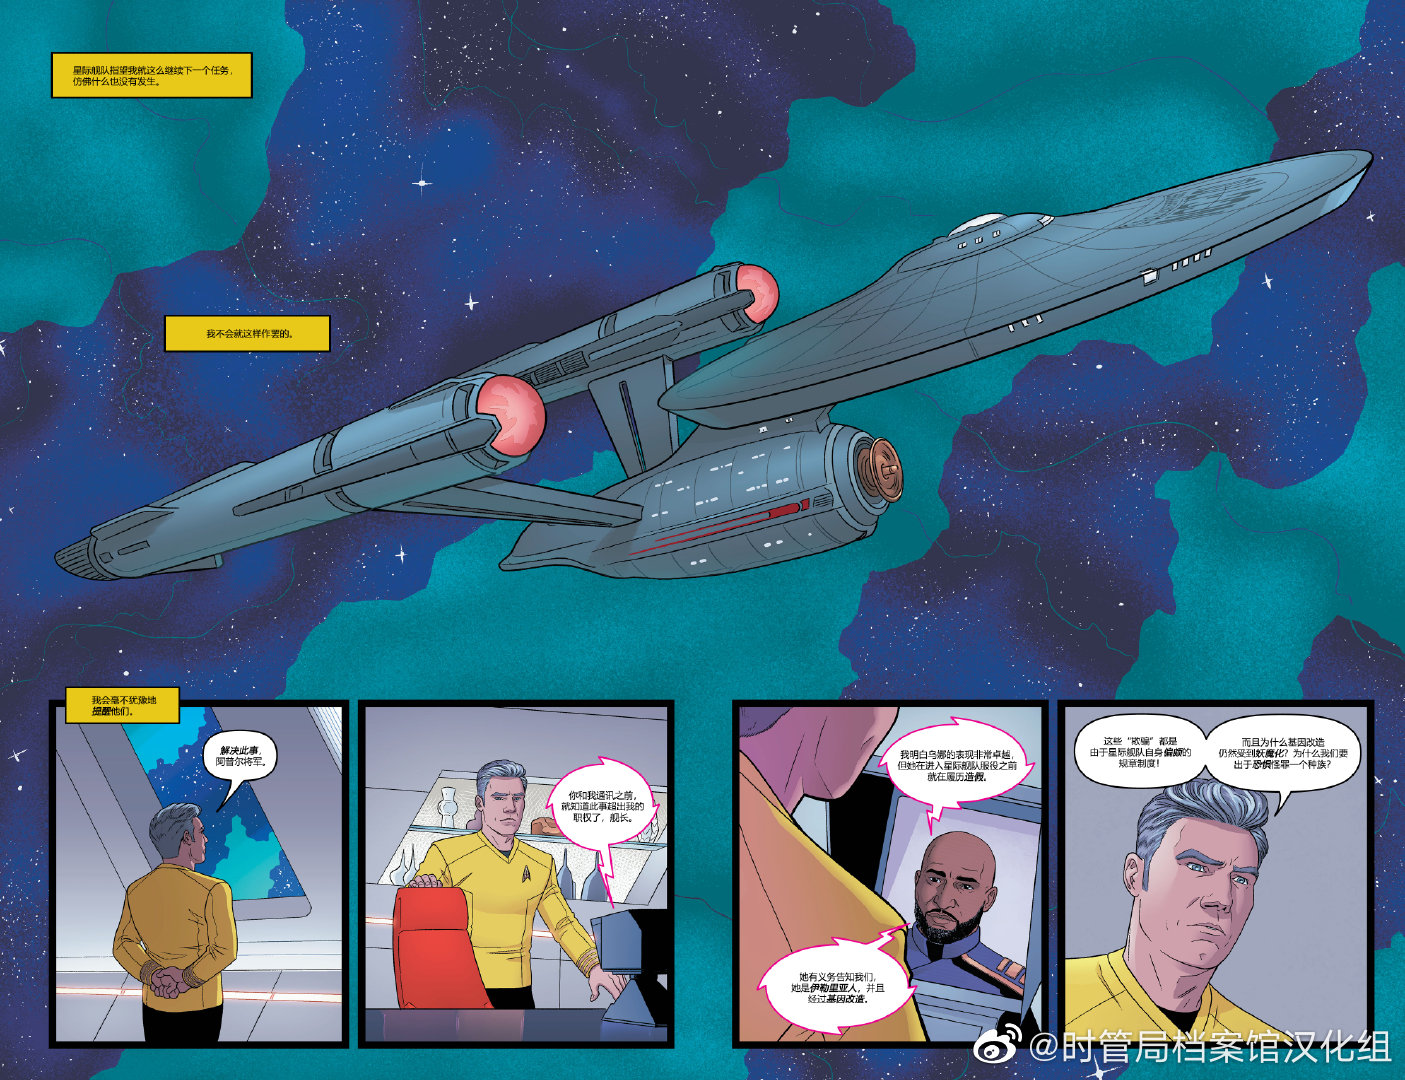 星际舰队指望我就这么继续下一个任务，
仿佛什么也没有发生。
我不会就这样作罢的。
我会毫不犹豫地
提醒他们。
解决此事，
阿普尔将军。
你和我通讯之前，
就知道此事超出我的
职权了，舰长。
我明白乌娜的表现非常卓越，
但她在进入星际舰队服役之前
就在履历造假。
她有义务告知我们，
她是伊勒里亚人，并且
经过基因改造。
这些“欺骗”都是
由于星际舰队自身偏颇的
规章制度！
而且为什么基因改造
仍然受到妖魔化？为什么我们要
出于恐惧怪罪一个种族？
@时管局档案馆汉化组